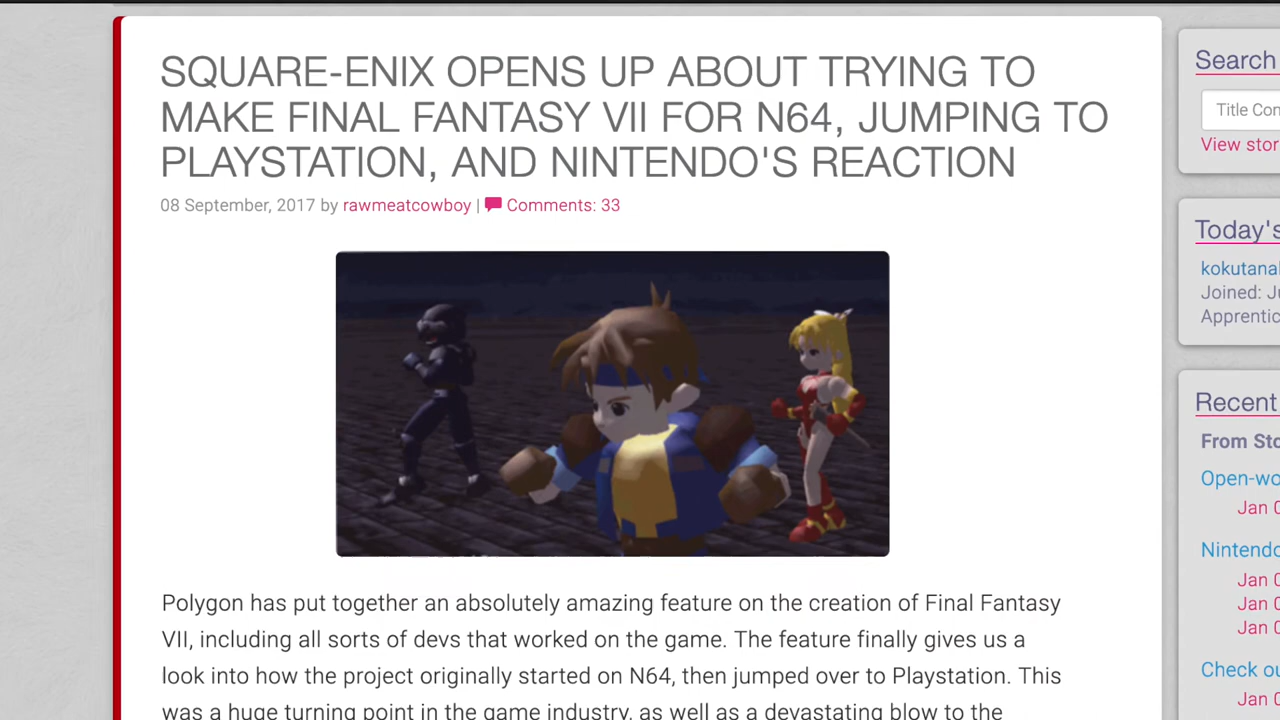 SQUARE-ENIX OPENS UP ABOUT TRYING TO
MAKE FINAL FANTASY VII FOR N64, JUMPING TO
PLAYSTATION, AND NINTENDO'S REACTION
08 September, 2017 by rawmeatcowboy | Comments: 33
Polygon has put together an absolutely amazing feature on the creation of Final Fantasy
VII, including all sorts of devs that worked on the game. The feature finally gives us a
look into how the project originally started on N64, then jumped over to Playstation. This
was a huge turning point in the game industry, as well as a devastating blow to the
Search
Title Con
View stor
Today's
kokutanal
Joined: Ju
Apprentic
Recent
From Sto
Open-wo
Jan 0
Nintendo
Jan 0
Jan 0
Jan 0
Check ou
Jan 0